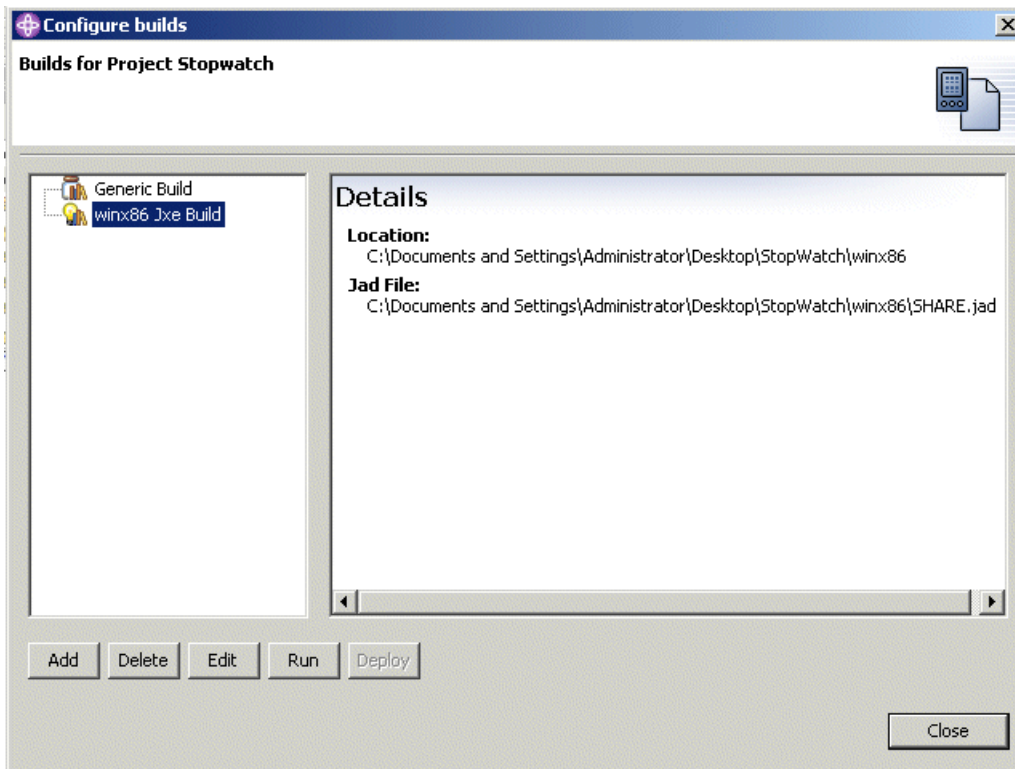 Configure builds
Builds for Project Stopwatch
Generic Build
winx86 Jxe Build
Details
Location:
C:\Documents and Settings\Administrator\Desktop\StopWatch\winx86
Jad File:
C:\Documents and Settings\Administrator\Desktop\StopWatch\winx86\SHARE.jad
Add Delete Edit Run Deploy
Close